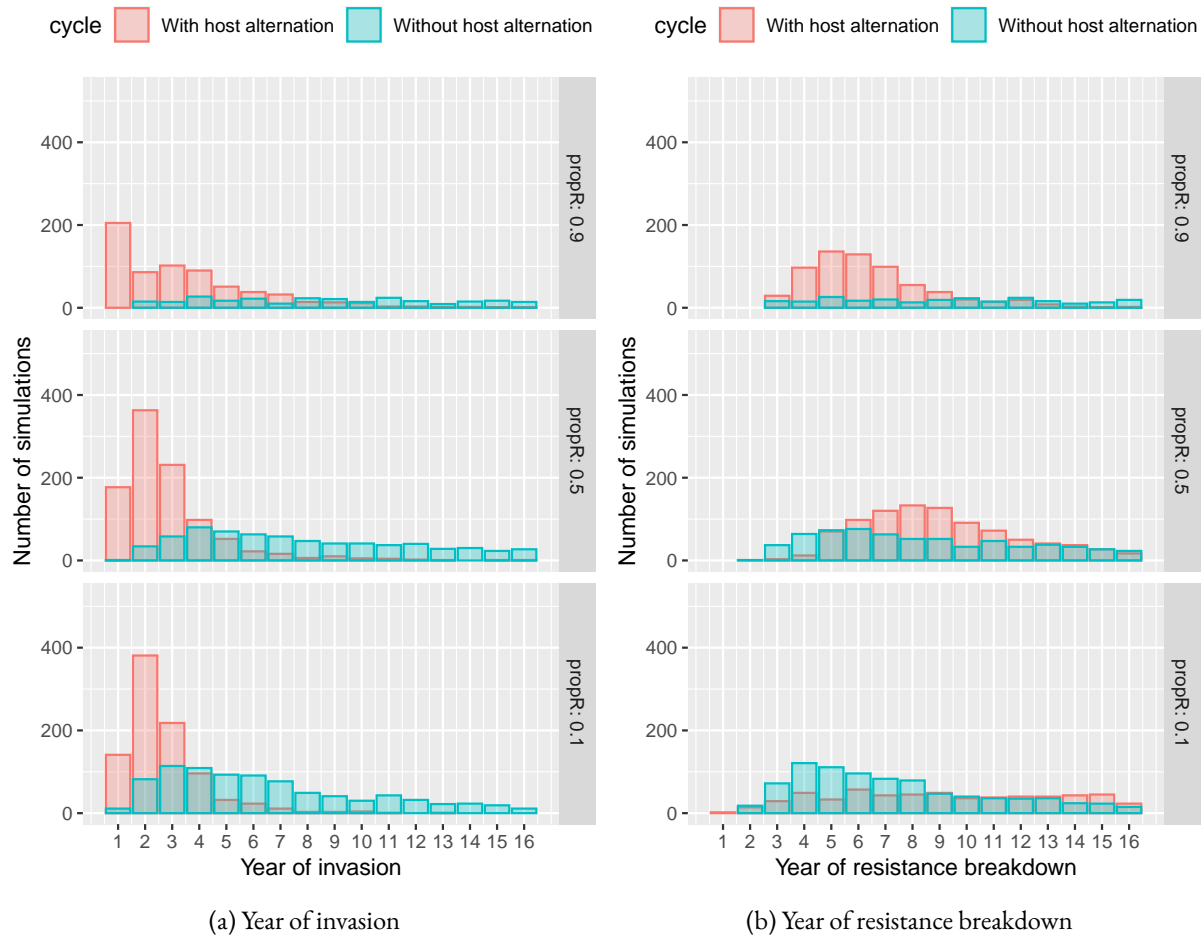 cycle With host alternation Without host alternation
400
200
0
propR: 0.9
400
200
0
propR: 0.5
400
200
0
propR: 0.1
Number of simulations
1 2 3 4 5 6 7 8 9 10 11 12 13 14 15 16
Year of invasion
(a) Year of invasion
cycle With host alternation Without host alternation
400
200
0
propR: 0.9
400
200
0
propR: 0.5
400
200
0
propR: 0.1
Number of simulations
1 2 3 4 5 6 7 8 9 10 11 12 13 14 15 16
Year of resistance breakdown
(b) Year of resistance breakdown